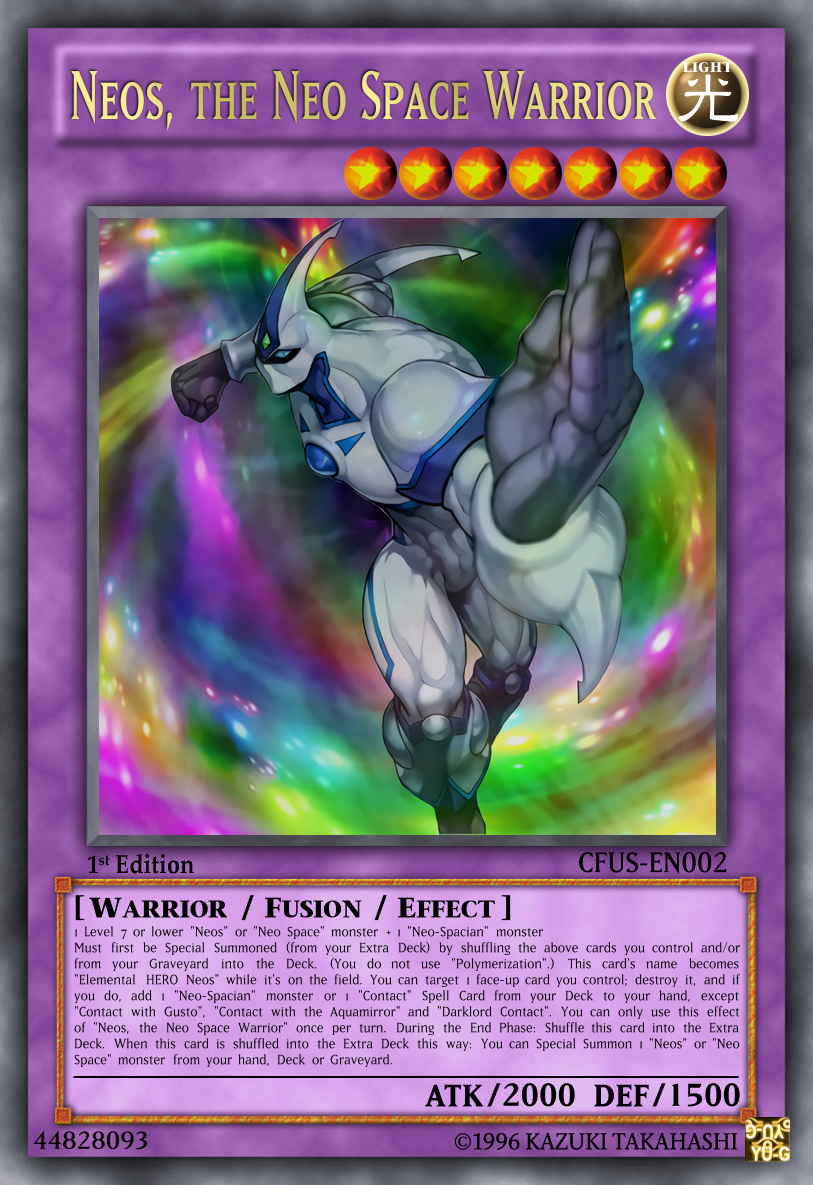 Neos, the Neo Space Warrior
LIGHT
光
1st Edition
CFUS-EN002
[ Warrior / Fusion / Effect ]
1 Level 7 or lower "Neos" or "Neo Space" monster + 1 "Neo-Spacian" monster
Must first be Special Summoned (from your Extra Deck) by shuffling the above cards you control and/or
from your Graveyard into the Deck. (You do not use "Polymerization".) This card's name becomes
"Elemental HERO Neos" while it's on the field. You can target 1 face-up card you control; destroy it, and if
you do, add 1 "Neo-Spacian" monster or 1 "Contact" Spell Card from your Deck to your hand, except
"Contact with Gusto", "Contact with the Aquamirror" and "Darklord Contact". You can only use this effect
of "Neos, the Neo Space Warrior" once per turn. During the End Phase: Shuffle this card into the Extra
Deck. When this card is shuffled into the Extra Deck this way: You can Special Summon 1 "Neos" or "Neo
Space" monster from your hand, Deck or Graveyard.
ATK/2000 DEF/1500
44828093
©1996 KAZUKI TAKAHASHI